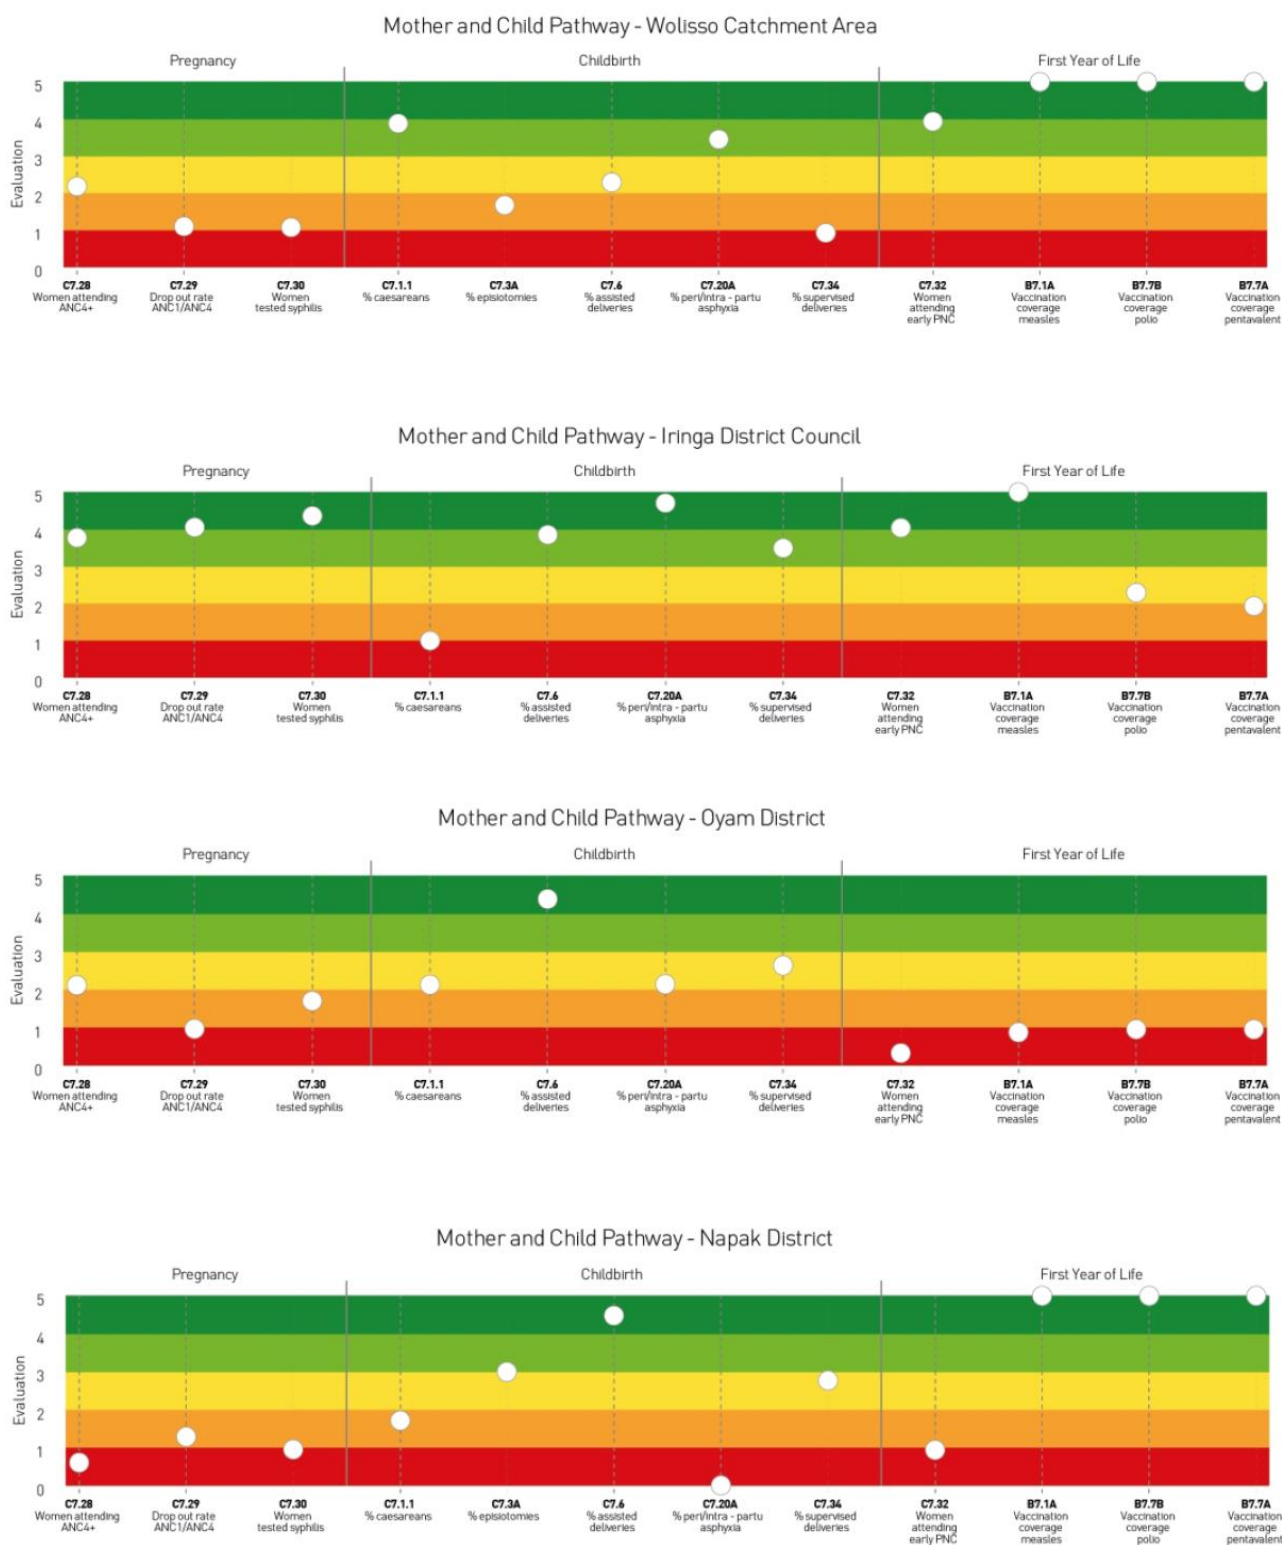 Mother and Child Pathway - Wolisso Catchment Area
Pregnancy Childbirth First Year of Life
Evaluation
5
4
3
2
1
0
C7.28 C7.29 C7.30 C7.1.1 C7.3A C7.6 C7.20A C7.34 C7.32 B7.1A B7.7B B7.7A
Women attending Drop out rate Women % caesareans % episiotomies % assisted % peri/intra - partu % supervised Women Vaccination Vaccination Vaccination
ANC4+ ANC1/ANC4 tested syphilis deliveries asphyxia deliveries attending coverage coverage coverage
early PNC measles polio pentavalent
Mother and Child Pathway - Iringa District Council
Pregnancy Childbirth First Year of Life
Evaluation
5
4
3
2
1
0
C7.28 C7.29 C7.30 C7.1.1 C7.6 C7.20A C7.34 C7.32 B7.1A B7.7B B7.7A
Women attending Drop out rate Women % caesareans % assisted % peri/intra - partu % supervised Women Vaccination Vaccination Vaccination
ANC4+ ANC1/ANC4 tested syphilis deliveries asphyxia deliveries attending coverage coverage coverage
early PNC measles polio pentavalent
Mother and Child Pathway - Oyam District
Pregnancy Childbirth First Year of Life
Evaluation
5
4
3
2
1
0
C7.28 C7.29 C7.30 C7.1.1 C7.6 C7.20A C7.34 C7.32 B7.1A B7.7B B7.7A
Women attending Drop out rate Women % caesareans % assisted % peri/intra - partu % supervised Women Vaccination Vaccination Vaccination
ANC4+ ANC1/ANC4 tested syphilis deliveries asphyxia deliveries attending coverage coverage coverage
early PNC measles polio pentavalent
Mother and Child Pathway - Napak District
Pregnancy Childbirth First Year of Life
Evaluation
5
4
3
2
1
0
C7.28 C7.29 C7.30 C7.1.1 C7.3A C7.6 C7.20A C7.34 C7.32 B7.1A B7.7B B7.7A
Women attending Drop out rate Women % caesareans % episiotomies % assisted % peri/intra - partu % supervised Women Vaccination Vaccination Vaccination
ANC4+ ANC1/ANC4 tested syphilis deliveries asphyxia deliveries attending coverage coverage coverage
early PNC measles polio pentavalent